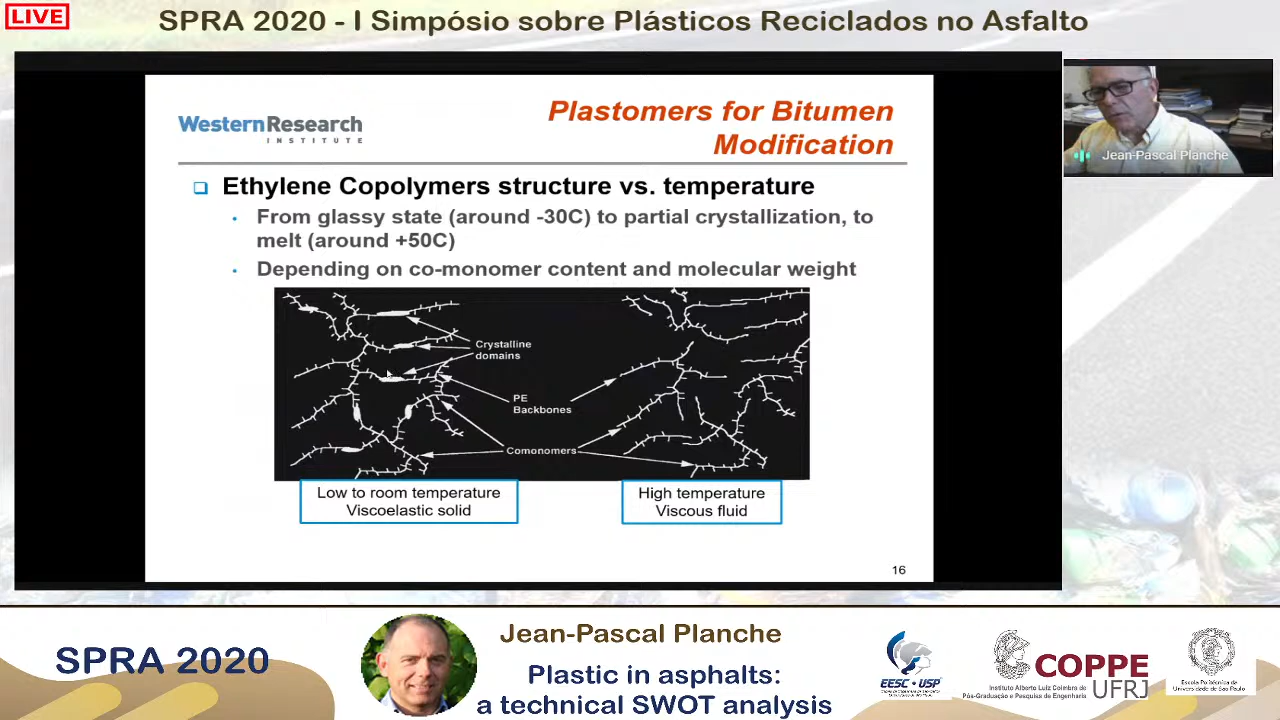 LIVE
SPRA 2020 - I Simpósio sobre Plásticos Reciclados no Asfalto
WesternResearch
INSTITUTE
Plastomers for Bitumen
Modification
Ethylene Copolymers structure vs. temperature
From glassy state (around -30C) to partial crystallization, to
melt (around +50C)
Depending on co-monomer content and molecular weight
Crystalline
domains
PE
Backbones
Comonomers
Low to room temperature
Viscoelastic solid
High temperature
Viscous fluid
16
Jean-Pascal Planche
SPRA 2020
Jean-Pascal Planche
Plastic in asphalts:
a technical SWOT analysis
EESC • USP
COPPE
UFRJ
Instituto Alberto Luiz Coimbra de
Pós-Graduação e Pesquisa de Engenharia
Escola Politécnica da
Universidade de São Paulo